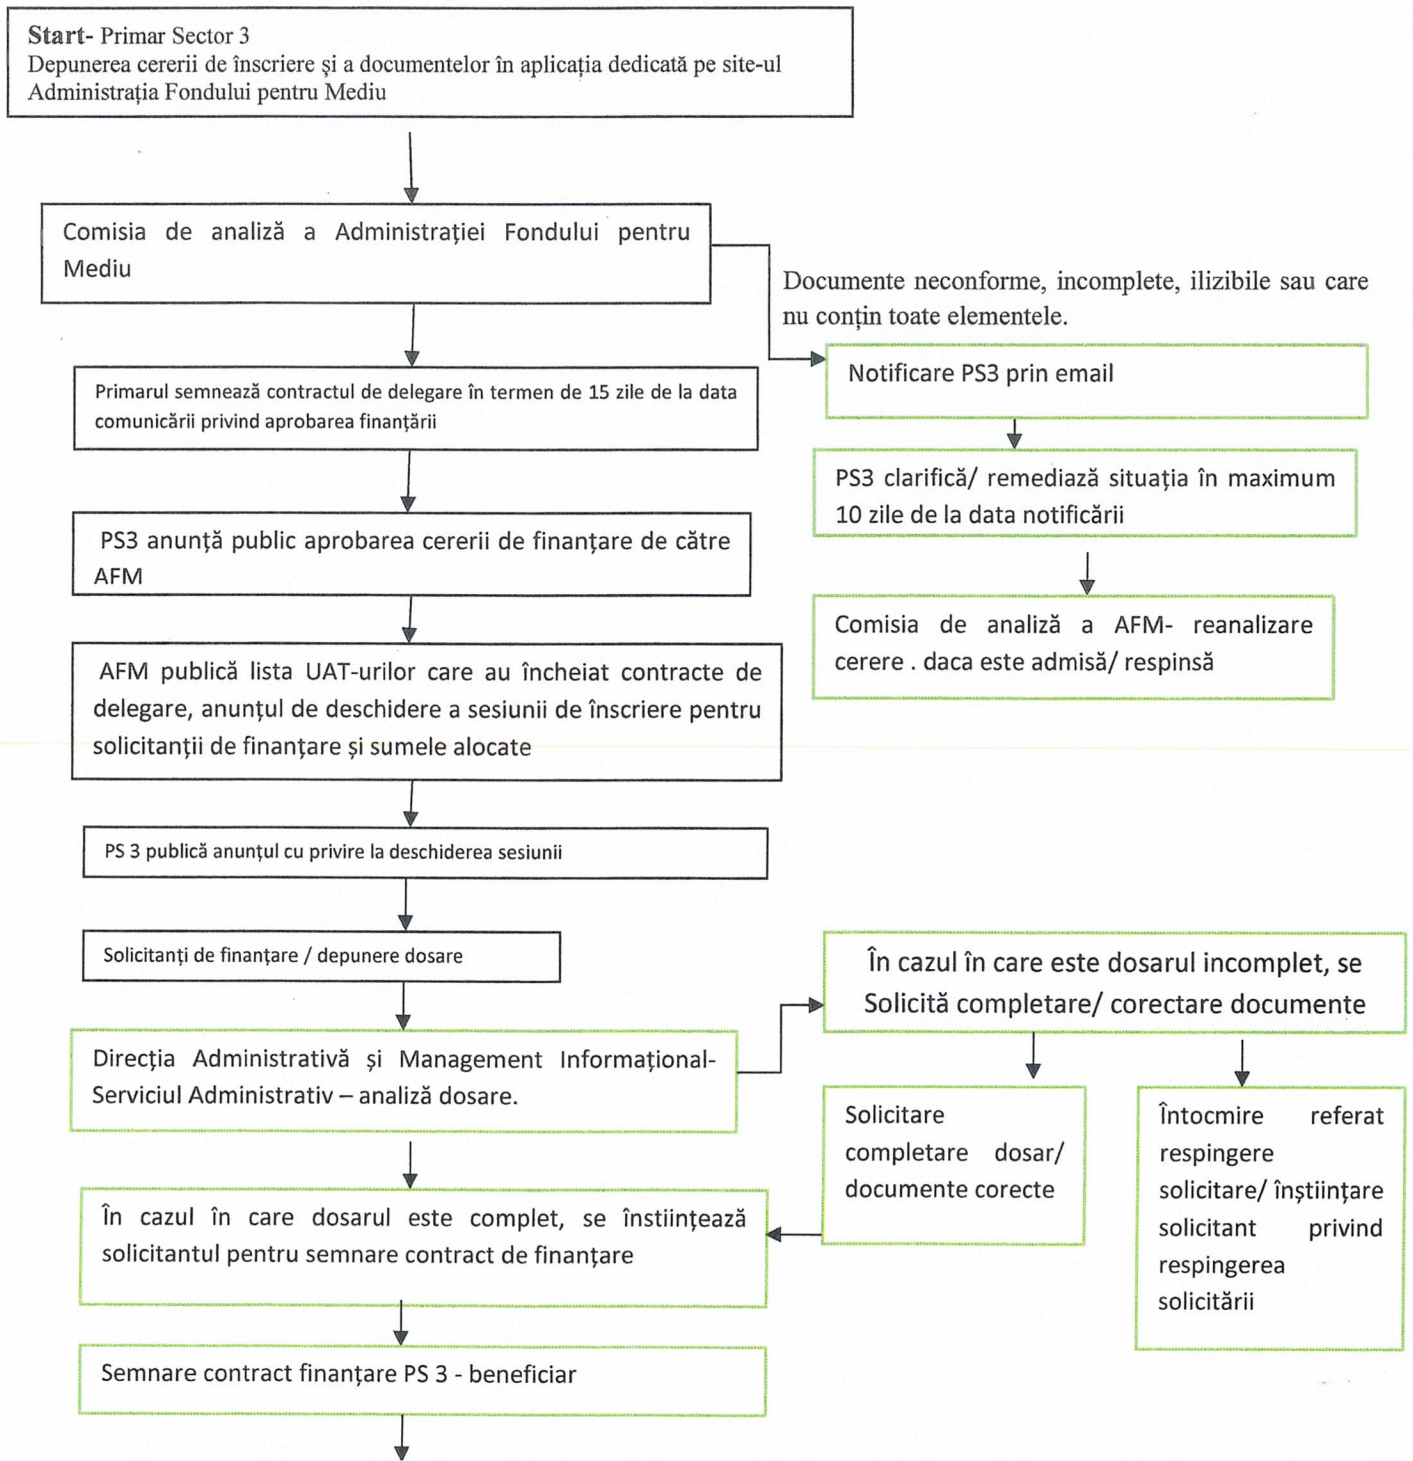 Start- Primar Sector 3
Depunerea cererii de înscriere și a documentelor în aplicația dedicată pe site-ul
Administrația Fondului pentru Mediu
Comisia de analiză a Administrației Fondului pentru
Mediu
Documente neconforme, incomplete, ilizibile sau care
nu conțin toate elementele.
Notificare PS3 prin email
Primarul semnează contractul de delegare în termen de 15 zile de la data
comunicării privind aprobarea finanțării
PS3 clarifică/ remediază situația în maximum
10 zile de la data notificării
PS3 anunță public aprobarea cererii de finanțare de către
AFM
Comisia de analiză a AFM- reanalizare
cerere . daca este admisă/ respinsă
AFM publică lista UAT-urilor care au încheiat contracte de
delegare, anunțul de deschidere a sesiunii de înscriere pentru
solicitanții de finanțare și sumele alocate
PS 3 publică anunțul cu privire la deschiderea sesiunii
Solicitanți de finanțare / depunere dosare
În cazul în care este dosarul incomplet, se
Solicită completare/ corectare documente
Direcția Administrativă și Management Informațional-
Serviciul Administrativ – analiză dosare.
Solicitare
completare dosar/
documente corecte
Întocmire referat
respingere
solicitare/ înștiințare
solicitant privind
respingerea
solicitării
În cazul în care dosarul este complet, se înstiințează
solicitantul pentru semnare contract de finanțare
Semnare contract finanțare PS 3 - beneficiar